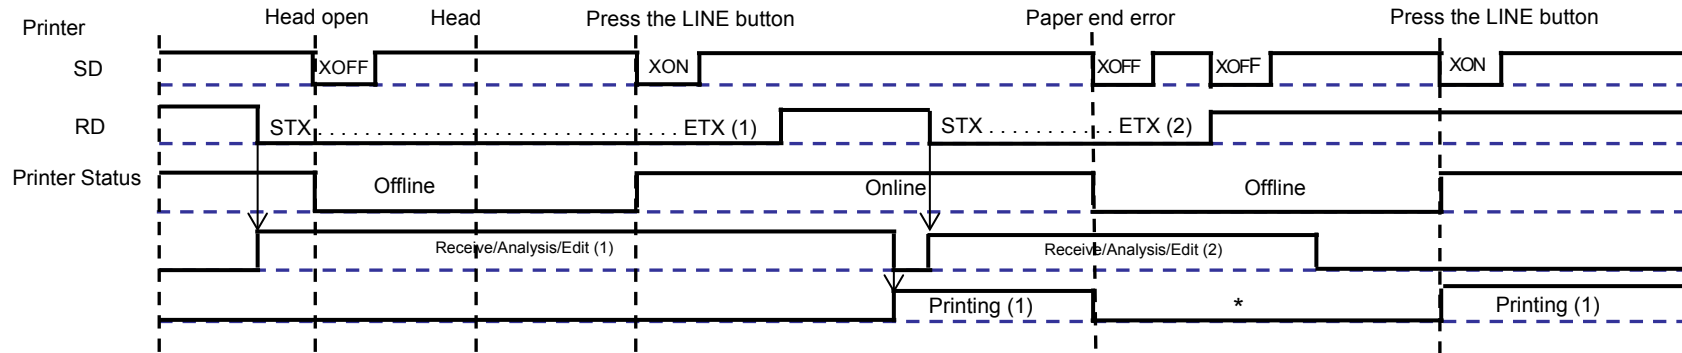 Head open Head Press the LINE button Paper end error Press the LINE button
Printer
SD XOFF XON XOFF XOFF XON
RD STX . . . . . . . . . . . . . . . . . . . . . . . . . . . . . . . . . ETX (1) STX . . . . . . . . . . ETX (2)
Printer Status Offline Online Offline
Receive/Analysis/Edit (1) Receive/Analysis/Edit (2)
Printing (1) * Printing (1)